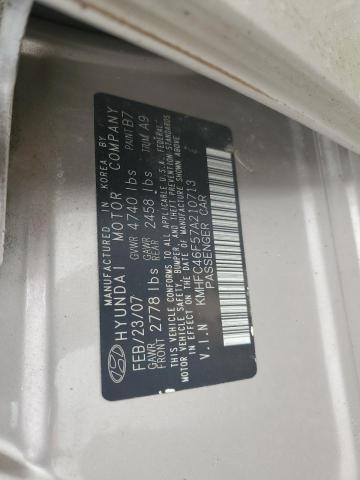 MANUFACTURED IN KOREA BY
HYUNDAI MOTOR COMPANY
FEB/23/07 GVWR 4740 lbs PAINT B7
GAWR FRONT 2778lbs GAWR REAR 2458 lbs TRIM A9
THIS VEHICLE CONFORMS TO ALL APPLICABLE U.S.A. FEDERAL
MOTOR VEHICLE SAFETY, BUMPER, AND THEFT PREVENTION STANDARDS
IN EFFECT ON THE DATE OF MANUFACTURE SHOWN ABOVE
V.I.N KMHFC46F57A210713
PASSENGER CAR